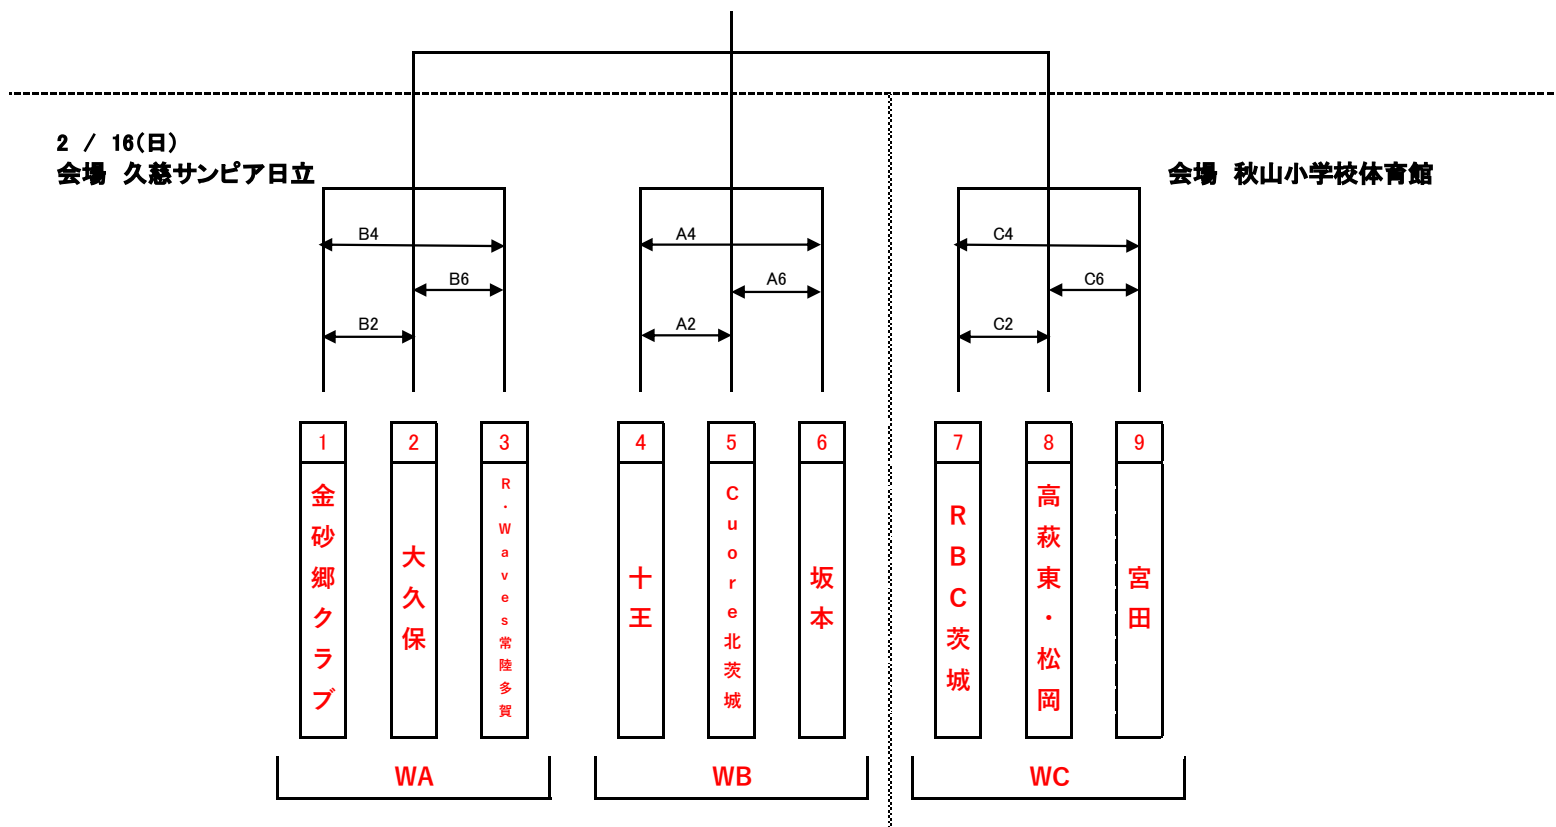 2 / 16(日)
会場 久慈サンピア日立
会場 秋山小学校体育館
B4
A4
C4
B6
A6
C6
B2
A2
C2
1
2
3
4
5
6
7
8
9
金砂郷クラブ
大久保
R・Waves常陸多賀
十王
Cuore北茨城
坂本
RBC茨城
高萩東・松岡
宮田
WA
WB
WC